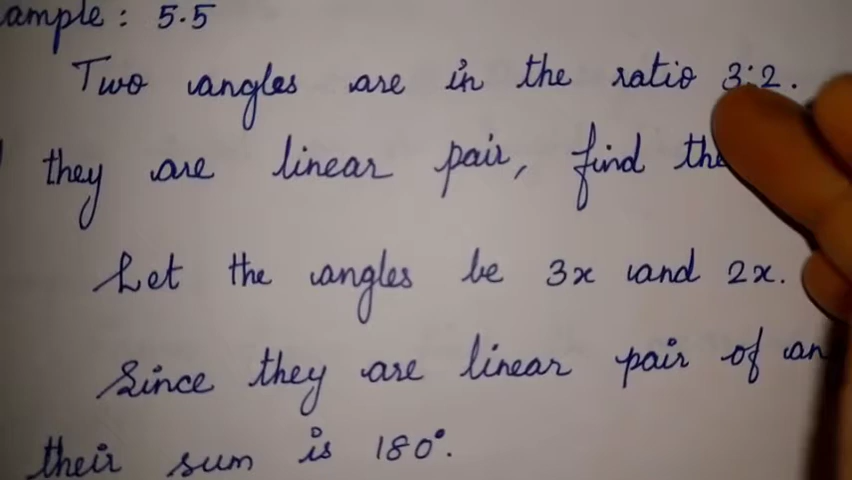 ample: 5.5
Two angles are in the ratio 3:2.
they are linear pair, find the
Let the angles be 3x and 2x.
Since they are linear pair of an
their sum is 180°.